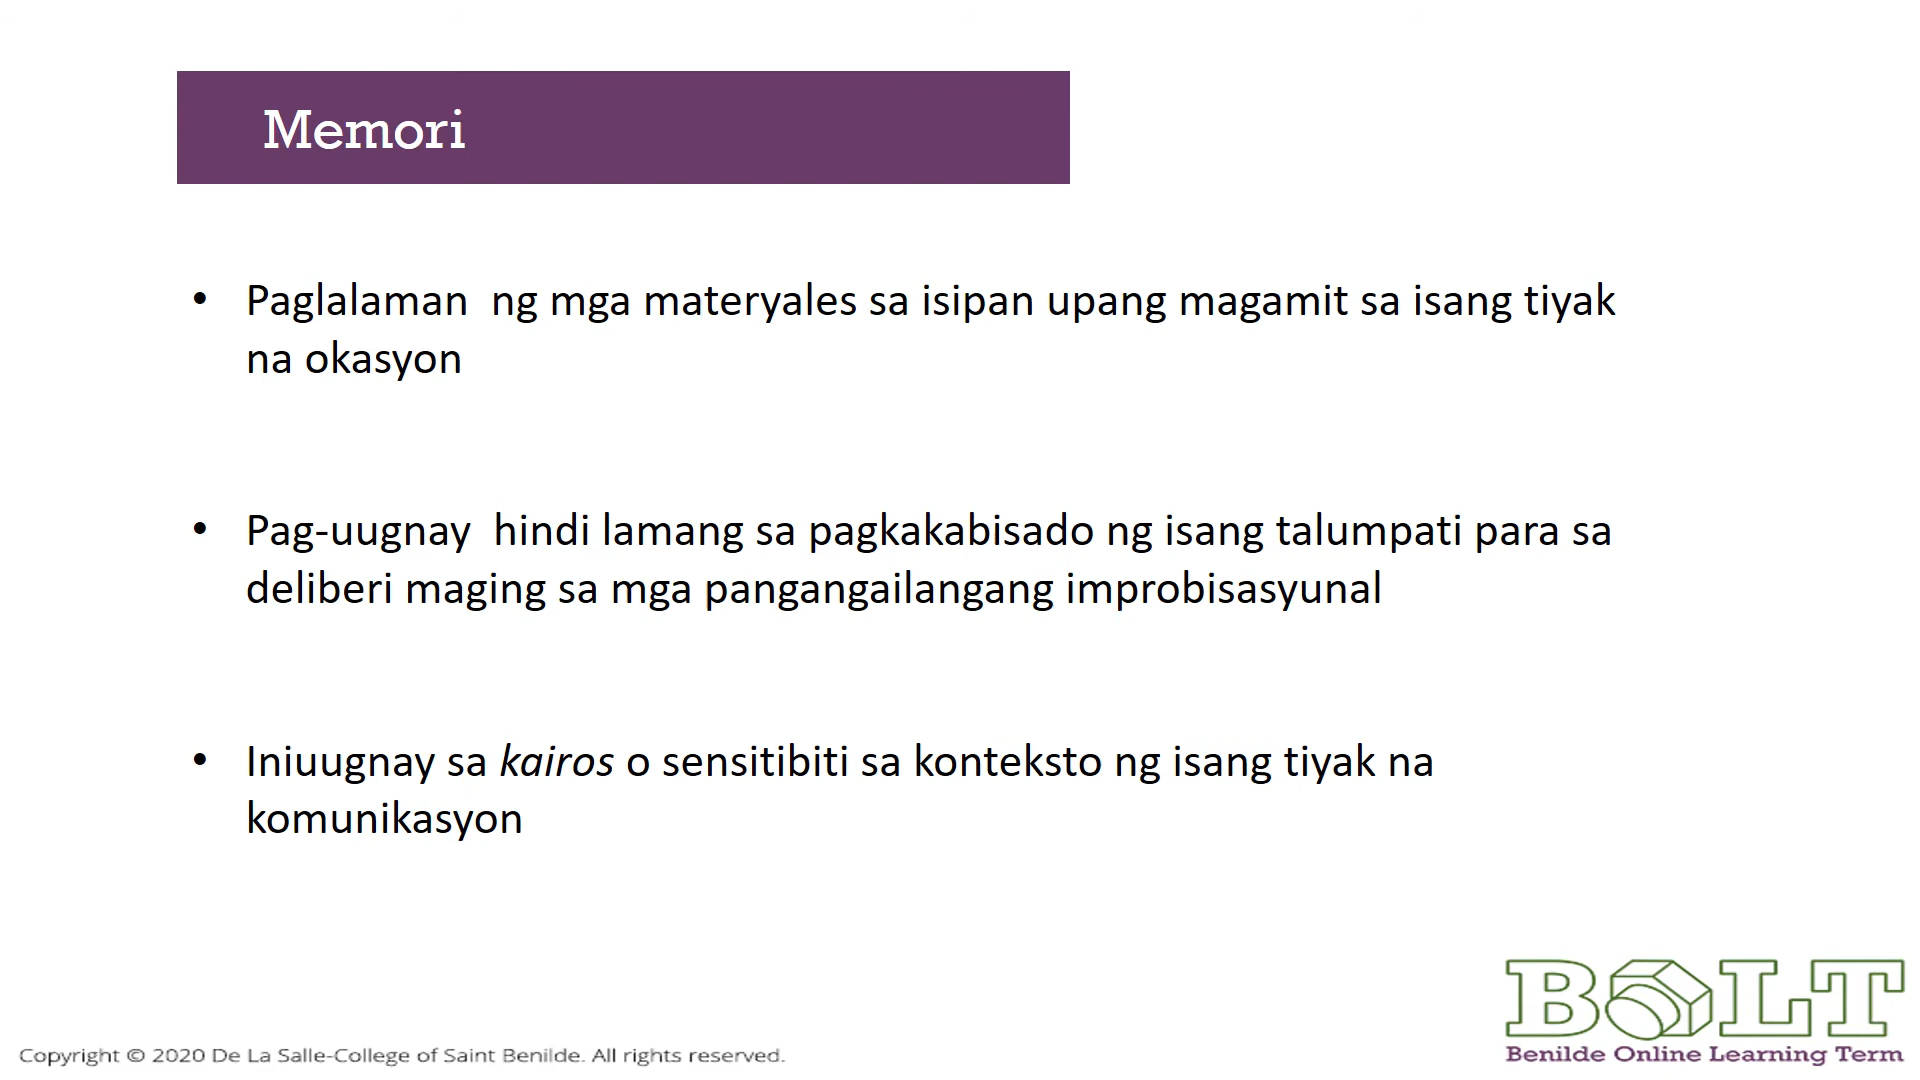 Memori
• Paglalaman ng mga materyales sa isipan upang magamit sa isang tiyak
na okasyon
• Pag-uugnay hindi lamang sa pagkakabisado ng isang talumpati para sa
deliberi maging sa mga pangangailangang improbisasyunal
• Iniuugnay sa kairos o sensitibiti sa konteksto ng isang tiyak na
komunikasyon
BOLT
Benilde Online Learning Term
Copyright © 2020 De La Salle-College of Saint Benilde. All rights reserved.